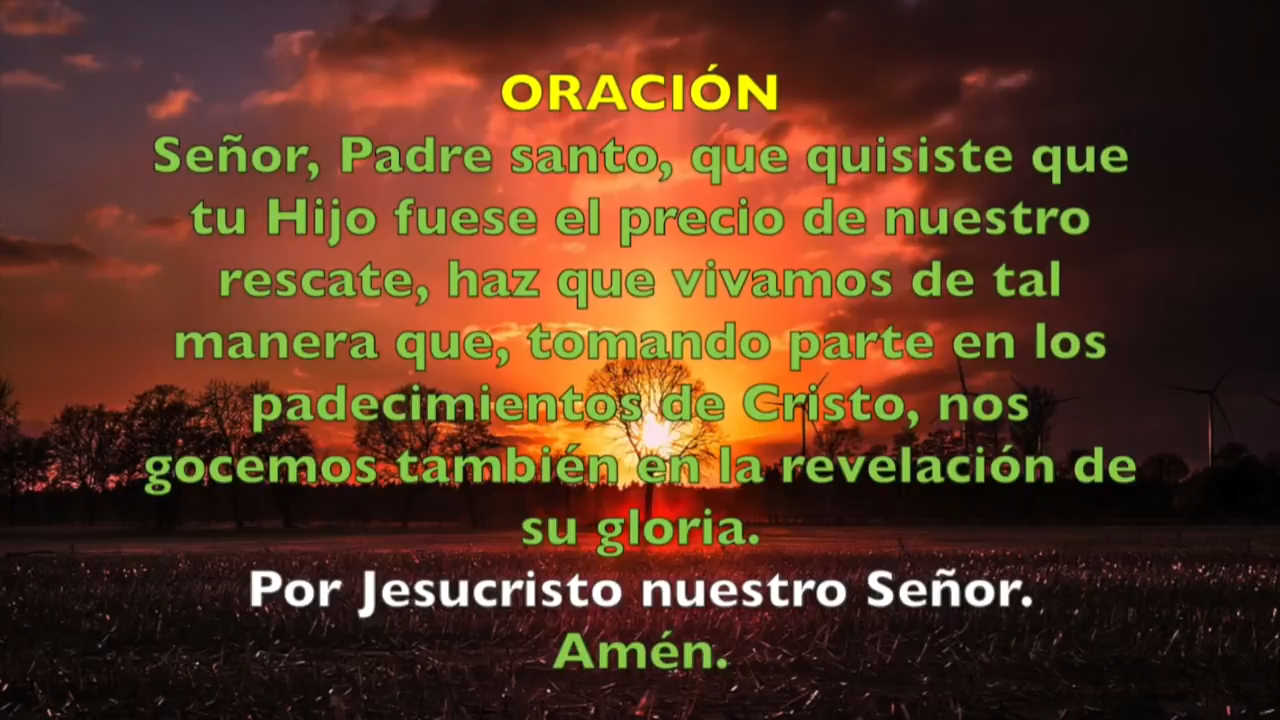 ORACIÓN
Señor, Padre santo, que quisiste que
tu Hijo fuese el precio de nuestro
rescate, haz que vivamos de tal
manera que, tomando parte en los
padecimientos de Cristo, nos
gocemos también en la revelación de
su gloria.
Por Jesucristo nuestro Señor.
Amén.